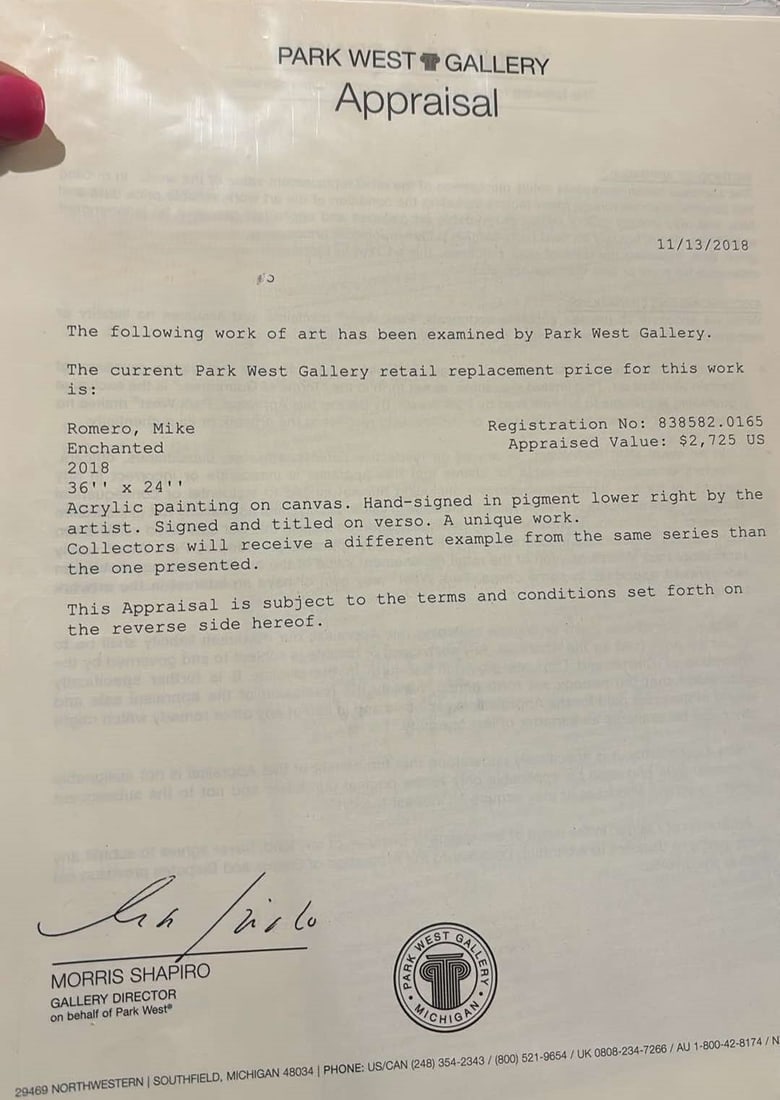 PARK WEST GALLERY
Appraisal
11/13/2018
The following work of art has been examined by Park West Gallery.
The current Park West Gallery retail replacement price for this work
is:
Romero, Mike
Registration No: 838582.0165
Enchanted
Appraised Value: $2,725 US
2018
36'' x 24''
Acrylic painting on canvas. Hand-signed in pigment lower right by the
artist. Signed and titled on verso. A unique work.
Collectors will receive a different example from the same series than
the one presented.
This Appraisal is subject to the terms and conditions set forth on
the reverse side hereof.
MORRIS SHAPIRO
GALLERY DIRECTOR
on behalf of Park West®
PARK WEST GALLERY
• MICHIGAN •
29469 NORTHWESTERN | SOUTHFIELD, MICHIGAN 48034 | PHONE: US/CAN (248) 354-2343 / (800) 521-9654 / UK 0808-234-7266 / AU 1-800-42-8174 / N